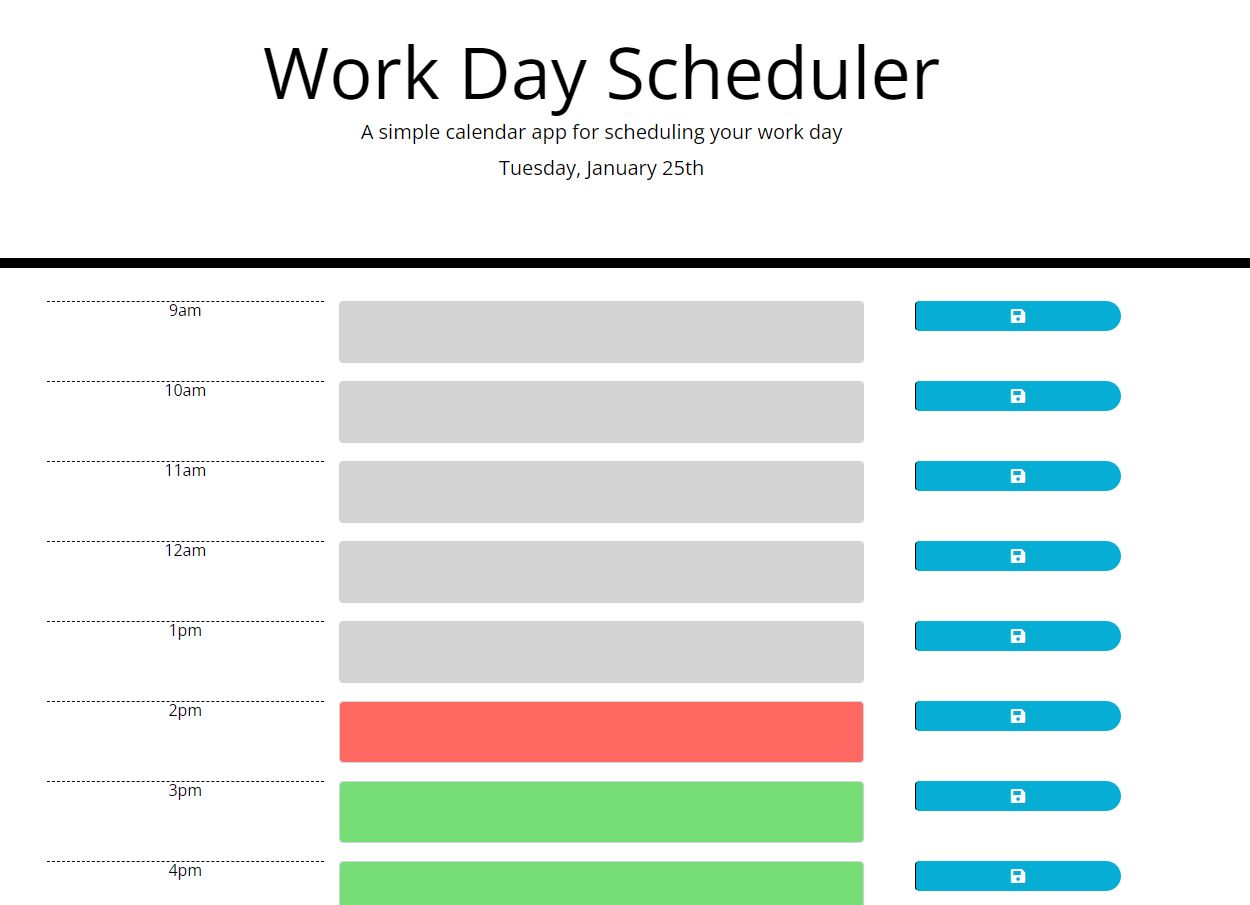 Work Day Scheduler
A simple calendar app for scheduling your work day
Tuesday, January 25th
9am
10am
11am
12am
1pm
2pm
3pm
4pm